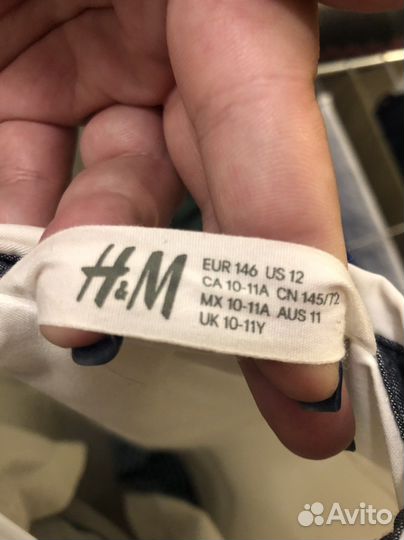 H&M
EUR 146 US 12
CA 10-11A CN 145/72
MX 10-11A AUS 11
UK 10-11Y
Avito